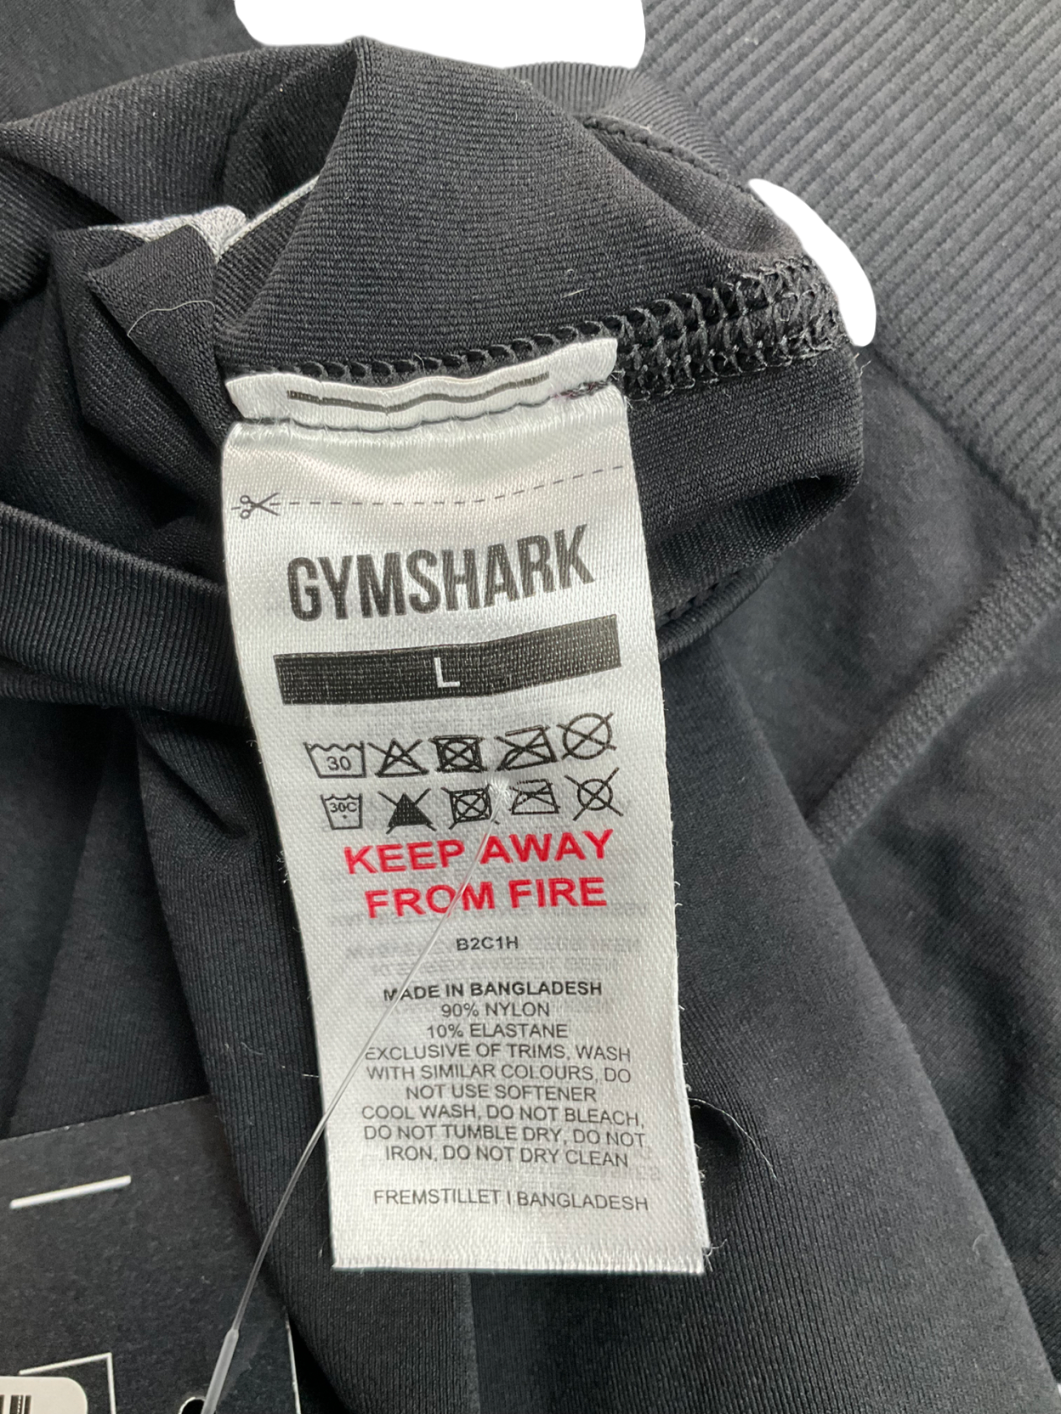 GYMSHARK
L
30
30C
KEEP AWAY
FROM FIRE
B2C1H
MADE IN BANGLADESH
90% NYLON
10% ELASTANE
EXCLUSIVE OF TRIMS, WASH
WITH SIMILAR COLOURS, DO
NOT USE SOFTENER
COOL WASH, DO NOT BLEACH,
DO NOT TUMBLE DRY, DO NOT
IRON, DO NOT DRY CLEAN
FREMSTILLET I BANGLADESH